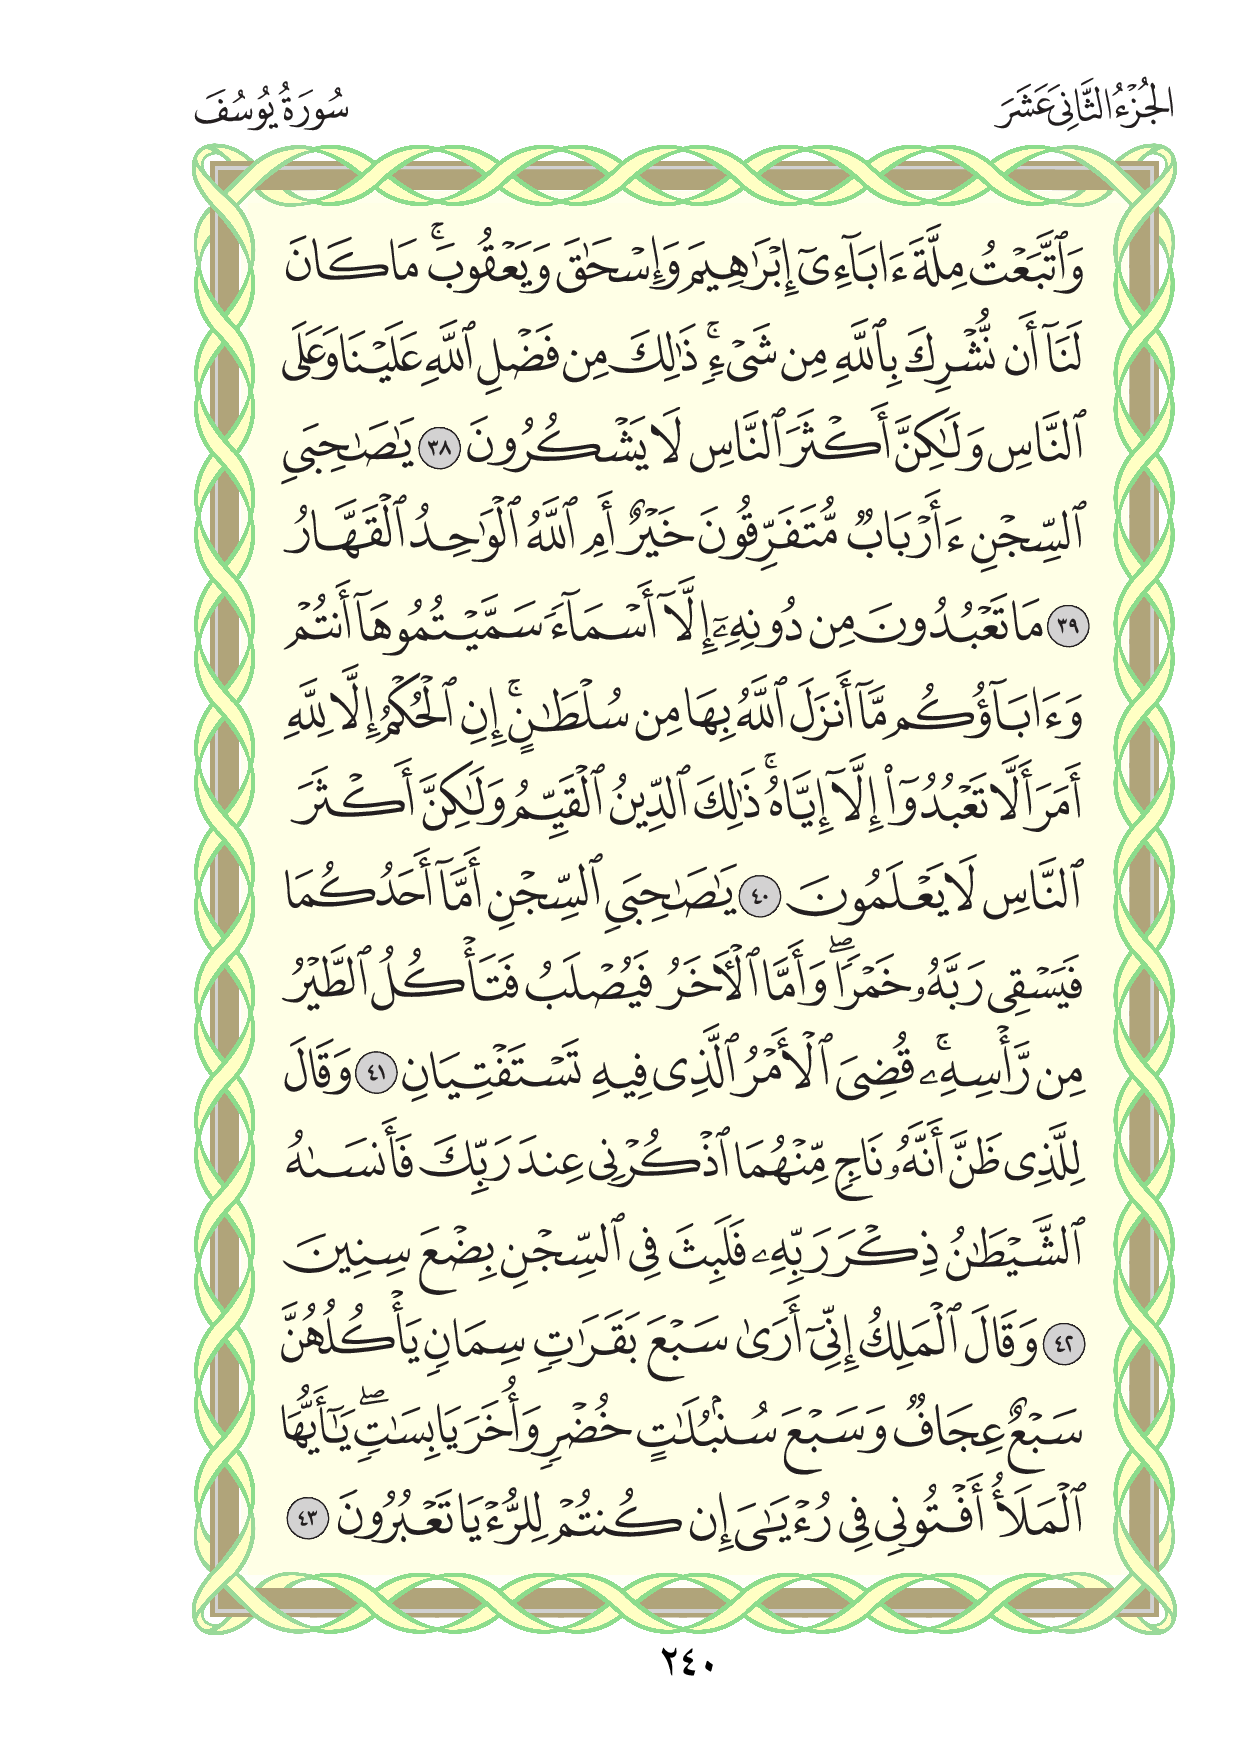 الجُزْءُ الثَّانِي عَشَرَ
سُورَةُ يُوسُفَ
وَٱتَّبَعْتُ مِلَّةَ ءَابَآءِىٓ إِبْرَٰهِيمَ وَإِسْحَٰقَ وَيَعْقُوبَۚ مَا كَانَ
لَنَآ أَن نُّشْرِكَ بِٱللَّهِ مِن شَىْءٍۚ ذَٰلِكَ مِن فَضْلِ ٱللَّهِ عَلَيْنَا وَعَلَى
ٱلنَّاسِ وَلَٰكِنَّ أَكْثَرَ ٱلنَّاسِ لَا يَشْكُرُونَ ٣٨ يَٰصَٰحِبَىِ
ٱلسِّجْنِ ءَأَرْبَابٌ مُّتَفَرِّقُونَ خَيْرٌ أَمِ ٱللَّهُ ٱلْوَٰحِدُ ٱلْقَهَّارُ
٣٩ مَا تَعْبُدُونَ مِن دُونِهِۦٓ إِلَّآ أَسْمَآءً سَمَّيْتُمُوهَآ أَنتُمْ
وَءَابَآؤُكُم مَّآ أَنزَلَ ٱللَّهُ بِهَا مِن سُلْطَٰنٍۚ إِنِ ٱلْحُكْمُ إِلَّا لِلَّهِ
أَمَرَ أَلَّا تَعْبُدُوٓا۟ إِلَّآ إِيَّاهُۚ ذَٰلِكَ ٱلدِّينُ ٱلْقَيِّمُ وَلَٰكِنَّ أَكْثَرَ
ٱلنَّاسِ لَا يَعْلَمُونَ ٤٠ يَٰصَٰحِبَىِ ٱلسِّجْنِ أَمَّآ أَحَدُكُمَا
فَيَسْقِى رَبَّهُۥ خَمْرًاۖ وَأَمَّا ٱلْـَٔاخَرُ فَيُصْلَبُ فَتَأْكُلُ ٱلطَّيْرُ
مِن رَّأْسِهِۦۚ قُضِىَ ٱلْأَمْرُ ٱلَّذِى فِيهِ تَسْتَفْتِيَانِ ٤١ وَقَالَ
لِلَّذِى ظَنَّ أَنَّهُۥ نَاجٍ مِّنْهُمَا ٱذْكُرْنِى عِندَ رَبِّكَ فَأَنسَىٰهُ
ٱلشَّيْطَٰنُ ذِكْرَ رَبِّهِۦ فَلَبِثَ فِى ٱلسِّجْنِ بِضْعَ سِنِينَ
٤٢ وَقَالَ ٱلْمَلِكُ إِنِّىٓ أَرَىٰ سَبْعَ بَقَرَٰتٍ سِمَانٍ يَأْكُلُهُنَّ
سَبْعٌ عِجَافٌ وَسَبْعَ سُنۢبُلَٰتٍ خُضْرٍ وَأُخَرَ يَابِسَٰتٍۖ يَٰٓأَيُّهَا
ٱلْمَلَأُ أَفْتُونِى فِى رُءْيَٰىَ إِن كُنتُمْ لِلرُّءْيَا تَعْبُرُونَ ٤٣
٢٤٠